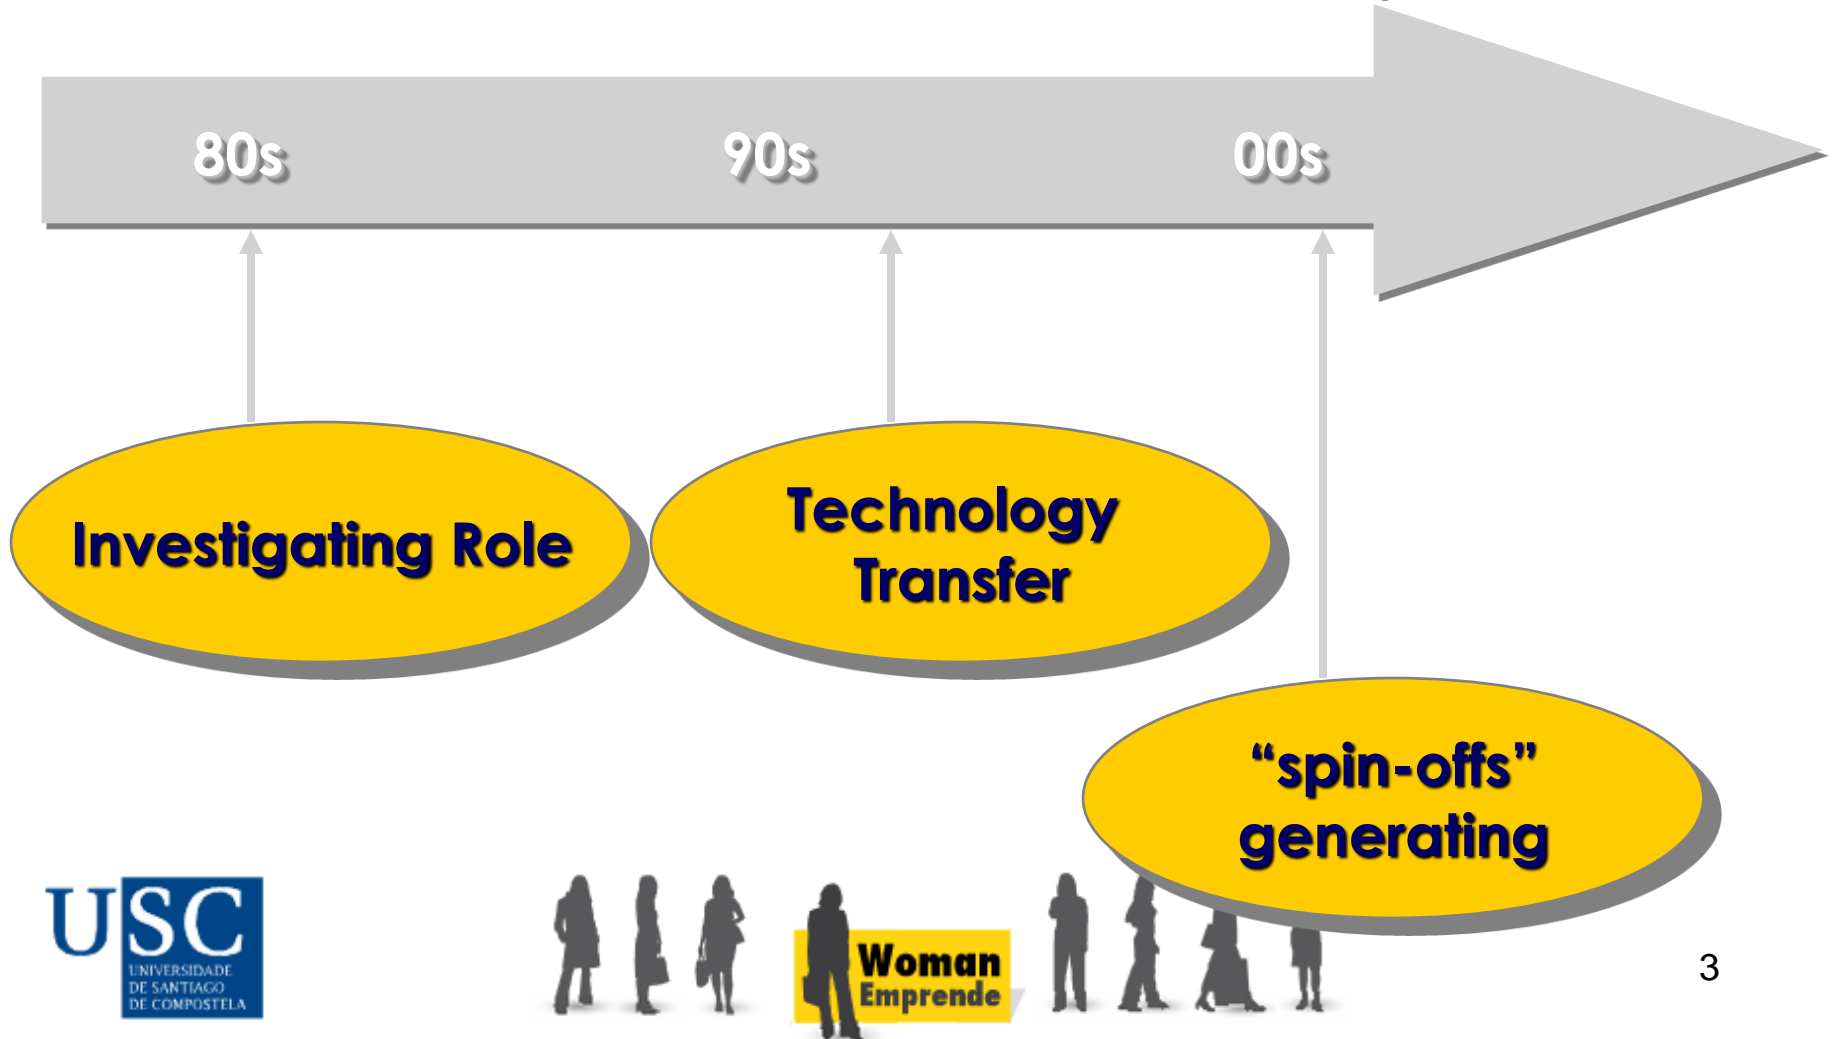 80s 90s 00s
Investigating Role
Technology
Transfer
“spin-offs”
generating
USC
UNIVERSIDADE
DE SANTIAGO
DE COMPOSTELA
Woman
Emprende
3